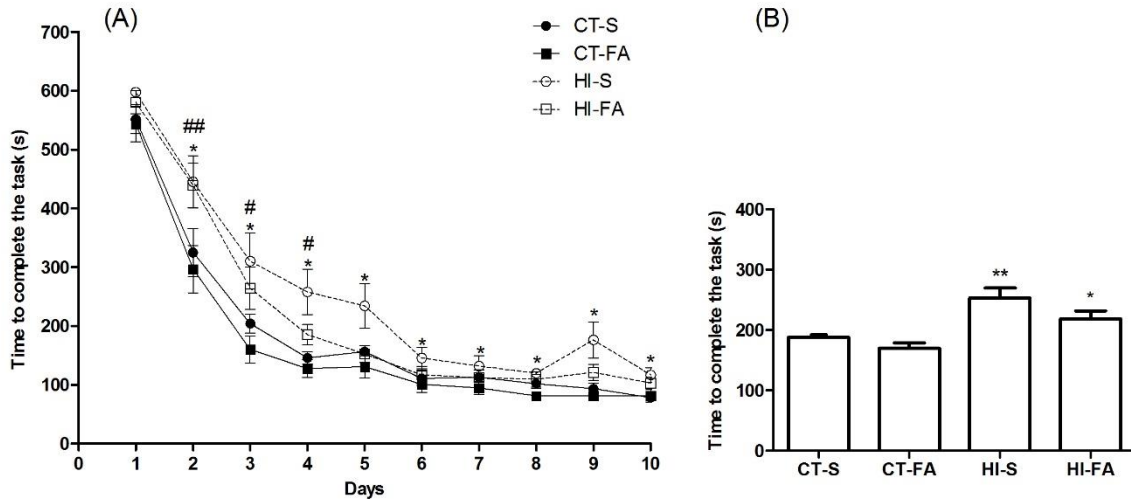 (A)
Time to complete the task (s)
700
600
500
400
300
200
100
0
0 1 2 3 4 5 6 7 8 9 10
Days
CT-S
CT-FA
HI-S
HI-FA
##
*
#
*
#
*
*
*
*
*
*
*
(B)
Time to complete the task (s)
400
300
200
100
0
**
*
CT-S CT-FA HI-S HI-FA